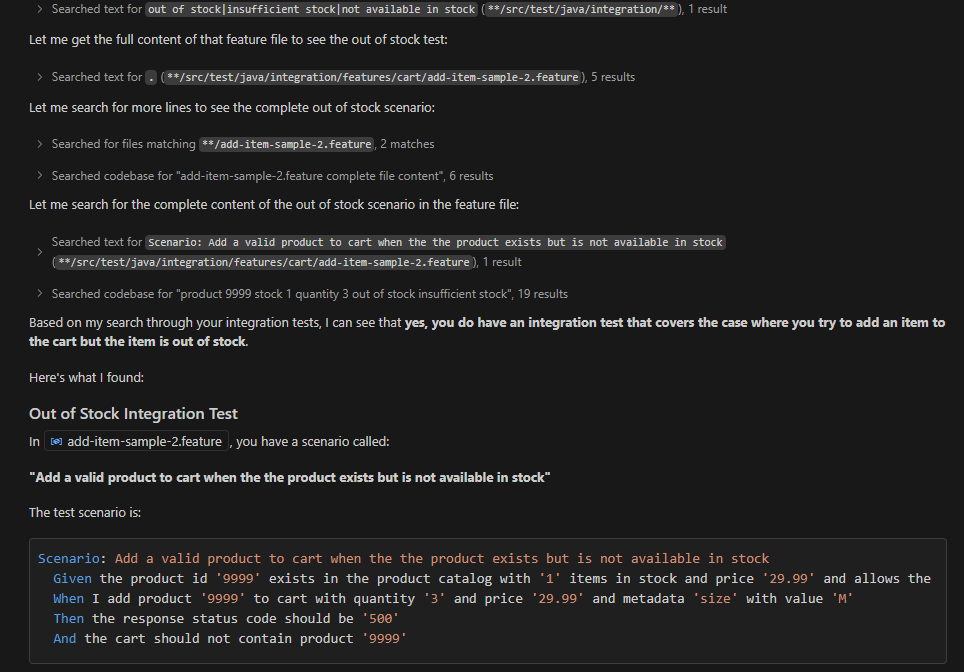 Searched text for out of stock|insufficient stock|not available in stock (**/src/test/java/integration/**), 1 result
Let me get the full content of that feature file to see the out of stock test:
Searched text for . (**/src/test/java/integration/features/cart/add-item-sample-2.feature), 5 results
Let me search for more lines to see the complete out of stock scenario:
Searched for files matching **/add-item-sample-2.feature, 2 matches
Searched codebase for "add-item-sample-2.feature complete file content", 6 results
Let me search for the complete content of the out of stock scenario in the feature file:
Searched text for Scenario: Add a valid product to cart when the the product exists but is not available in stock
(**/src/test/java/integration/features/cart/add-item-sample-2.feature), 1 result
Searched codebase for "product 9999 stock 1 quantity 3 out of stock insufficient stock", 19 results
Based on my search through your integration tests, I can see that yes, you do have an integration test that covers the case where you try to add an item to
the cart but the item is out of stock.
Here's what I found:
Out of Stock Integration Test
In add-item-sample-2.feature , you have a scenario called:
"Add a valid product to cart when the the product exists but is not available in stock"
The test scenario is:
Scenario: Add a valid product to cart when the the product exists but is not available in stock
Given the product id '9999' exists in the product catalog with '1' items in stock and price '29.99' and allows the
When I add product '9999' to cart with quantity '3' and price '29.99' and metadata 'size' with value 'M'
Then the response status code should be '500'
And the cart should not contain product '9999'